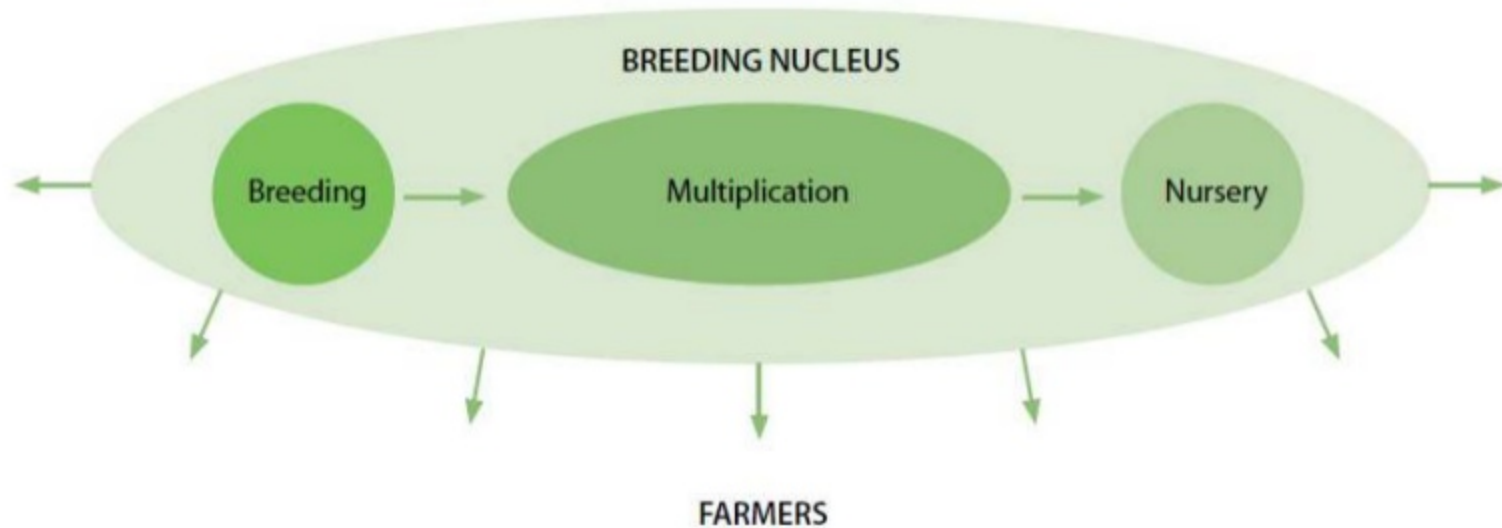 BREEDING NUCLEUS
Breeding
Multiplication
Nursery
FARMERS